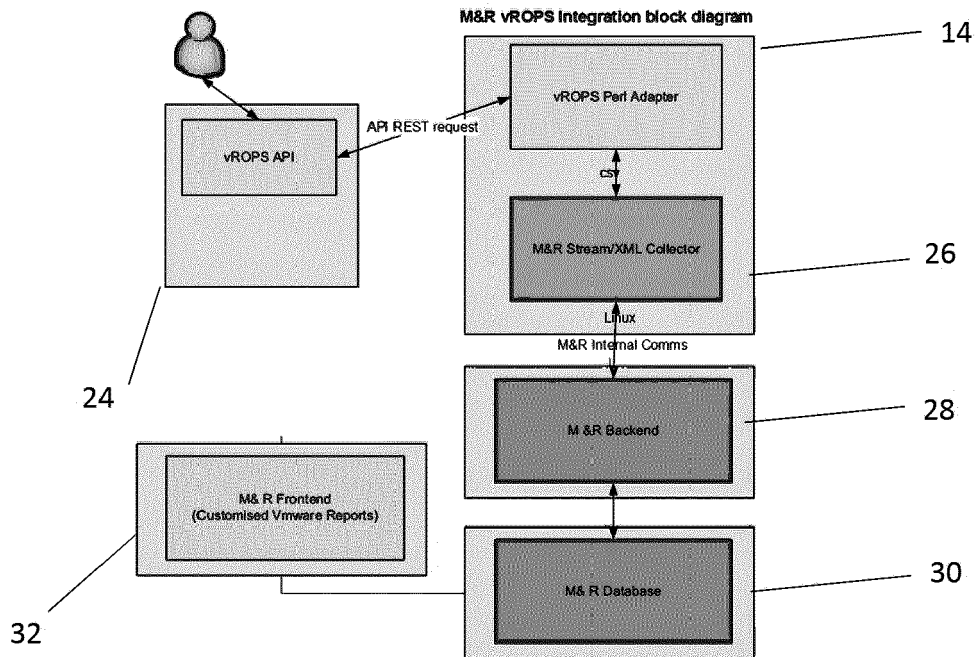 M&R vROPS Integration block diagram
14
vROPS Perl Adapter
API REST request
vROPS API
CS
M&R Stream/XML Collector
26
Linux
M&R Internal Comms
24
28
M &R Backend
M& R Frontend
(Customised Vmware Reports)
30
M& R Database
32